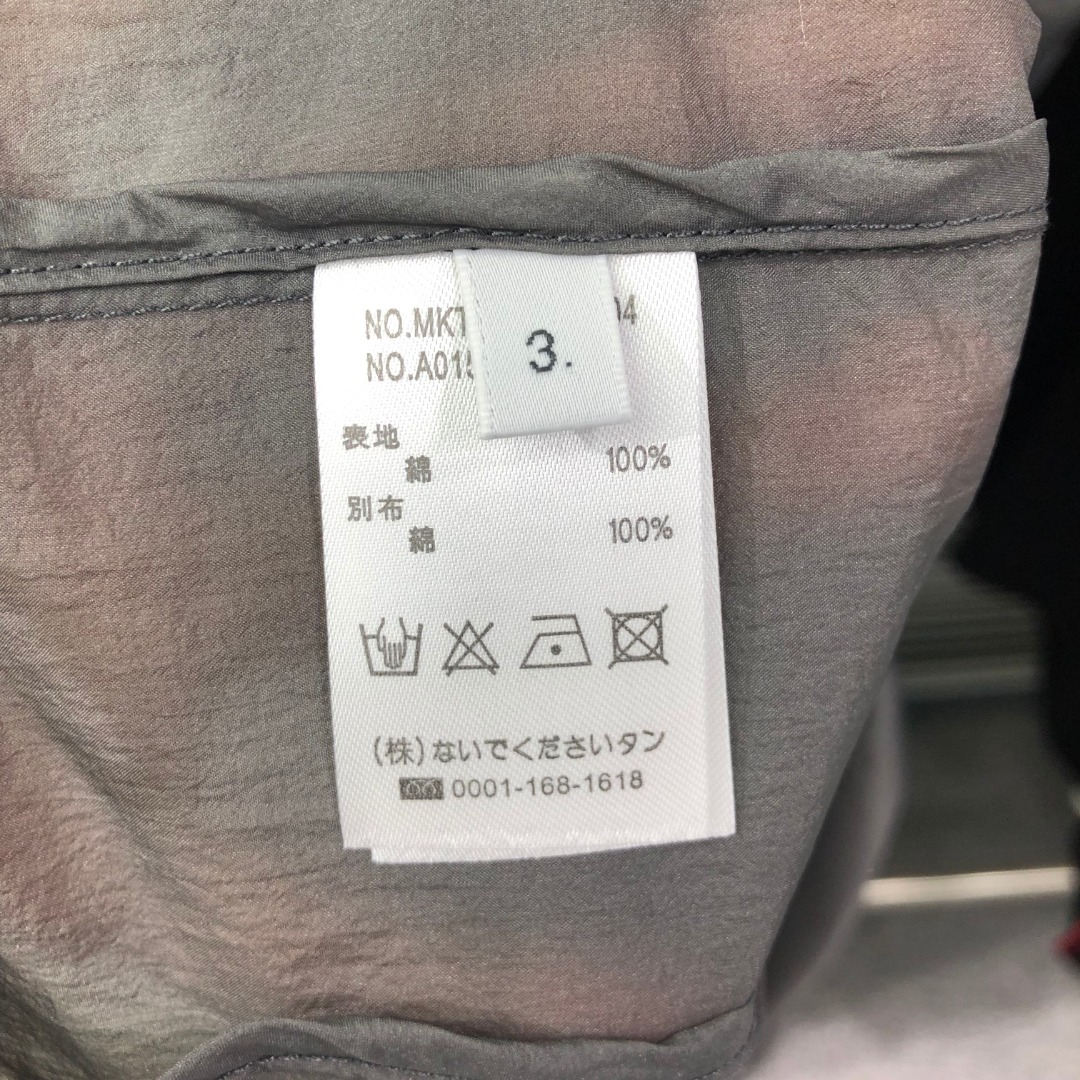 NO.MKT
04
3.
NO.A015
表地
綿 100%
別布
綿 100%
(株)ないでくださいタン
0001-168-1618